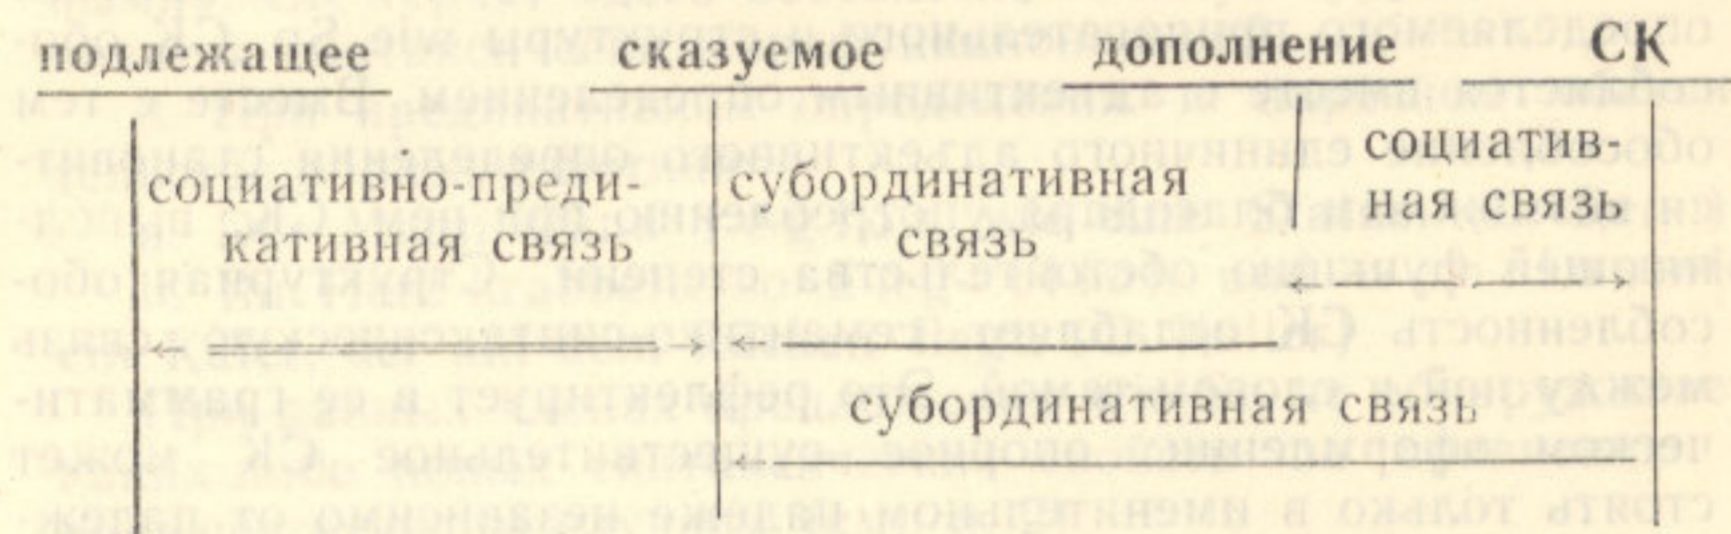 подлежащее сказуемое дополнение СК
социативно-преди-
кативная связь
субординативная
связь
социатив-
ная связь
субординативная связь